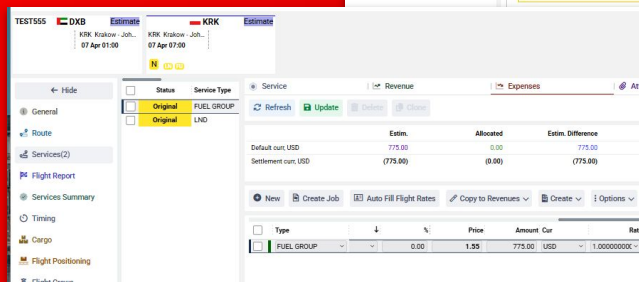 TEST555 DXB Estimate KRK Estimate
KRK Krakow - Joh... KRK Krakow - Joh...
07 Apr 01:00 07 Apr 07:00
N
← Hide
General
Route
Services(2)
Flight Report
Services Summary
Timing
Cargo
Flight Positioning
Status Service Type
Original FUEL GROUP
Original LND
Service Revenue Expenses
Refresh Update Delete Clone
Estim. Allocated Estim. Difference
Default curr, USD 775.00 0.00 775.00
Settlement curr, USD (775.00) (0.00) (775.00)
New Create Job Auto Fill Flight Rates Copy to Revenues Create Options
Type ↓ % Price Amount Cur Rat
FUEL GROUP 0.00 1.55 775.00 USD 1.000000000